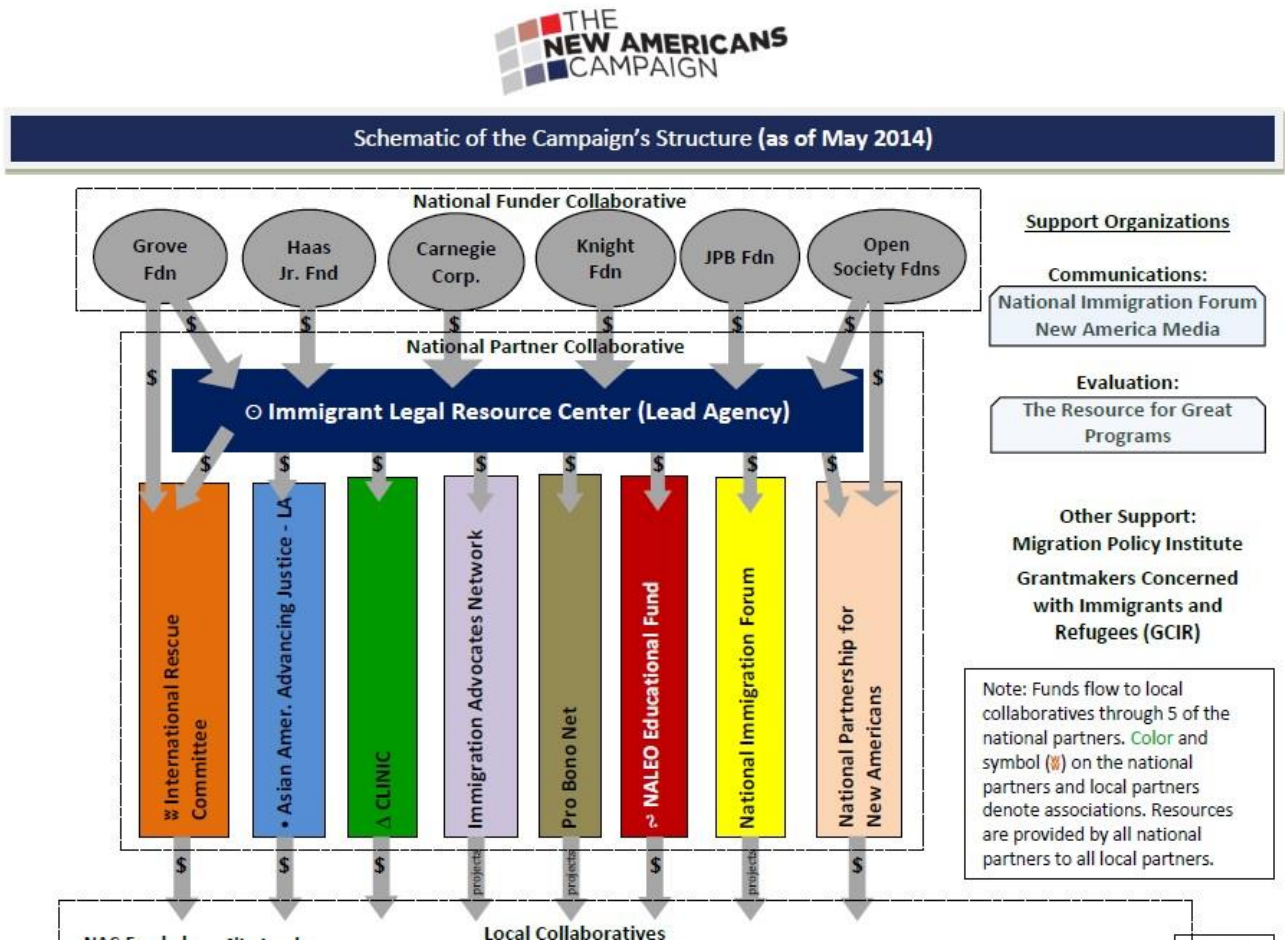 THE
NEW AMERICANS
CAMPAIGN
Schematic of the Campaign's Structure (as of May 2014)
National Funder Collaborative
Grove
Fdn
Haas
Jr. Fnd
Carnegie
Corp.
Knight
Fdn
JPB Fdn
Open
Society Fdns
$ $ $ $ $ $
National Partner Collaborative
$ $
⊙ Immigrant Legal Resource Center (Lead Agency)
$ $ $ $ $ $ $ $
ʬ International Rescue
Committee
• Asian Amer. Advancing Justice - LA
Δ CLINIC
Immigration Advocates Network
Pro Bono Net
ʅ NALEO Educational Fund
National Immigration Forum
National Partnership for
New Americans
$ $ $ projects projects $ projects $
Local Collaboratives
Support Organizations
Communications:
National Immigration Forum
New America Media
Evaluation:
The Resource for Great
Programs
Other Support:
Migration Policy Institute
Grantmakers Concerned
with Immigrants and
Refugees (GCIR)
Note: Funds flow to local
collaboratives through 5 of the
national partners. Color and
symbol (ʬ) on the national
partners and local partners
denote associations. Resources
are provided by all national
partners to all local partners.